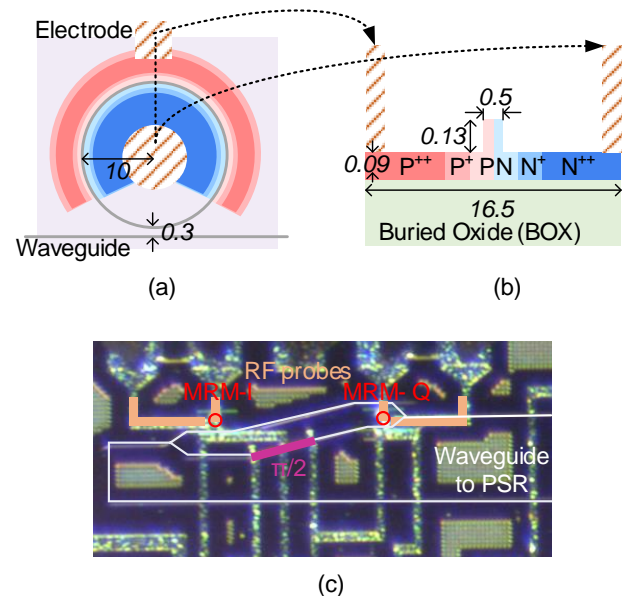 Electrode
10
0.3
Waveguide
(a)
0.5
0.13
0.09
P++ P+ P N N+ N++
16.5
Buried Oxide (BOX)
(b)
RF probes
MRM-I MRM- Q
π/2
Waveguide
to PSR
(c)